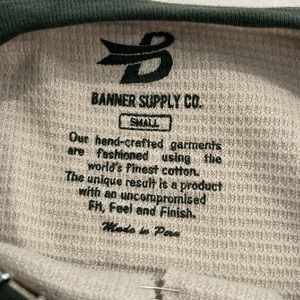 B
BANNER SUPPLY CO.
SMALL
Our hand-crafted garments
are fashioned using the
world's finest cotton.
The unique result is a product
with an uncompromised
Fit, Feel and Finish.
Made in Peru